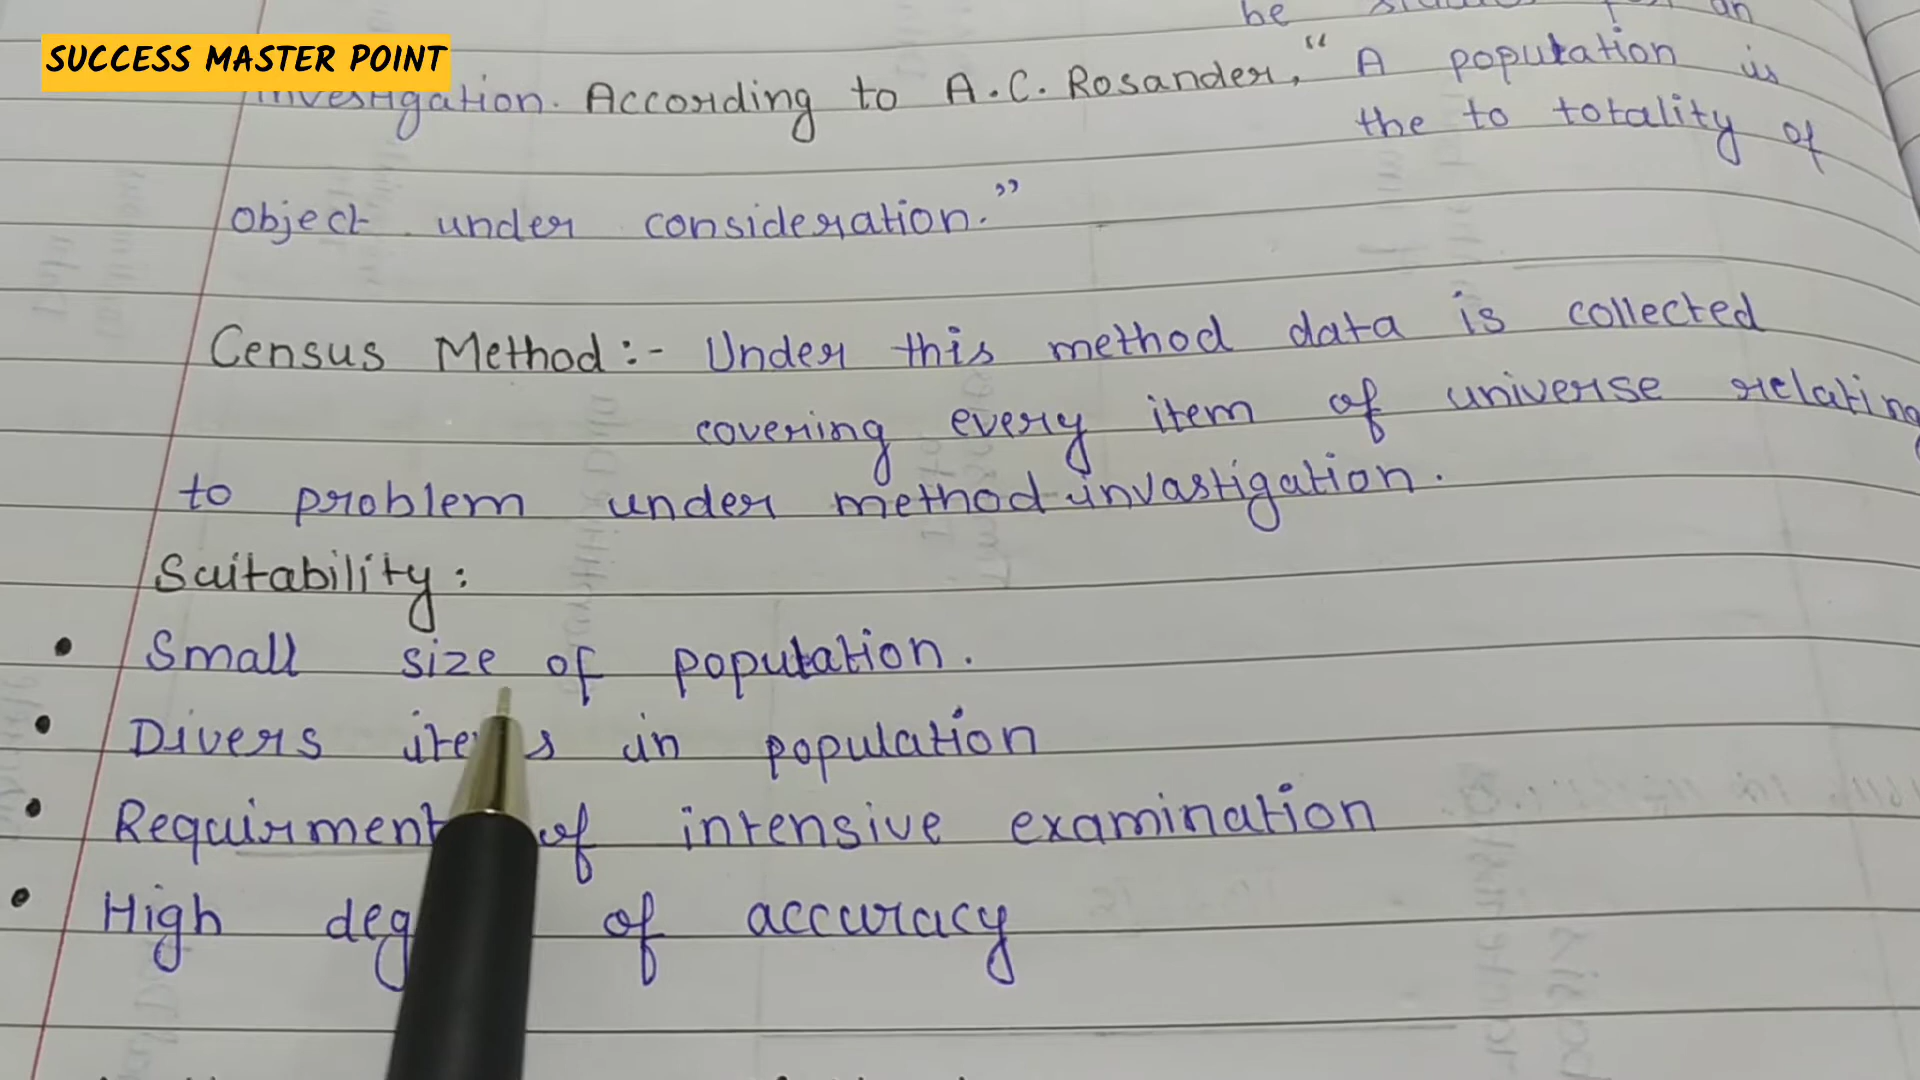 be
SUCCESS MASTER POINT
investigation. According to A.C. Rosander, “ A population is
the to totality of
object under consideration.”
Census Method :- Under this method data is collected
covering every item of universe relating
to problem under method invastigation.
Suitability :
• Small size of population.
• Divers items in population
• Requirment of intensive examination
• High of accuracy